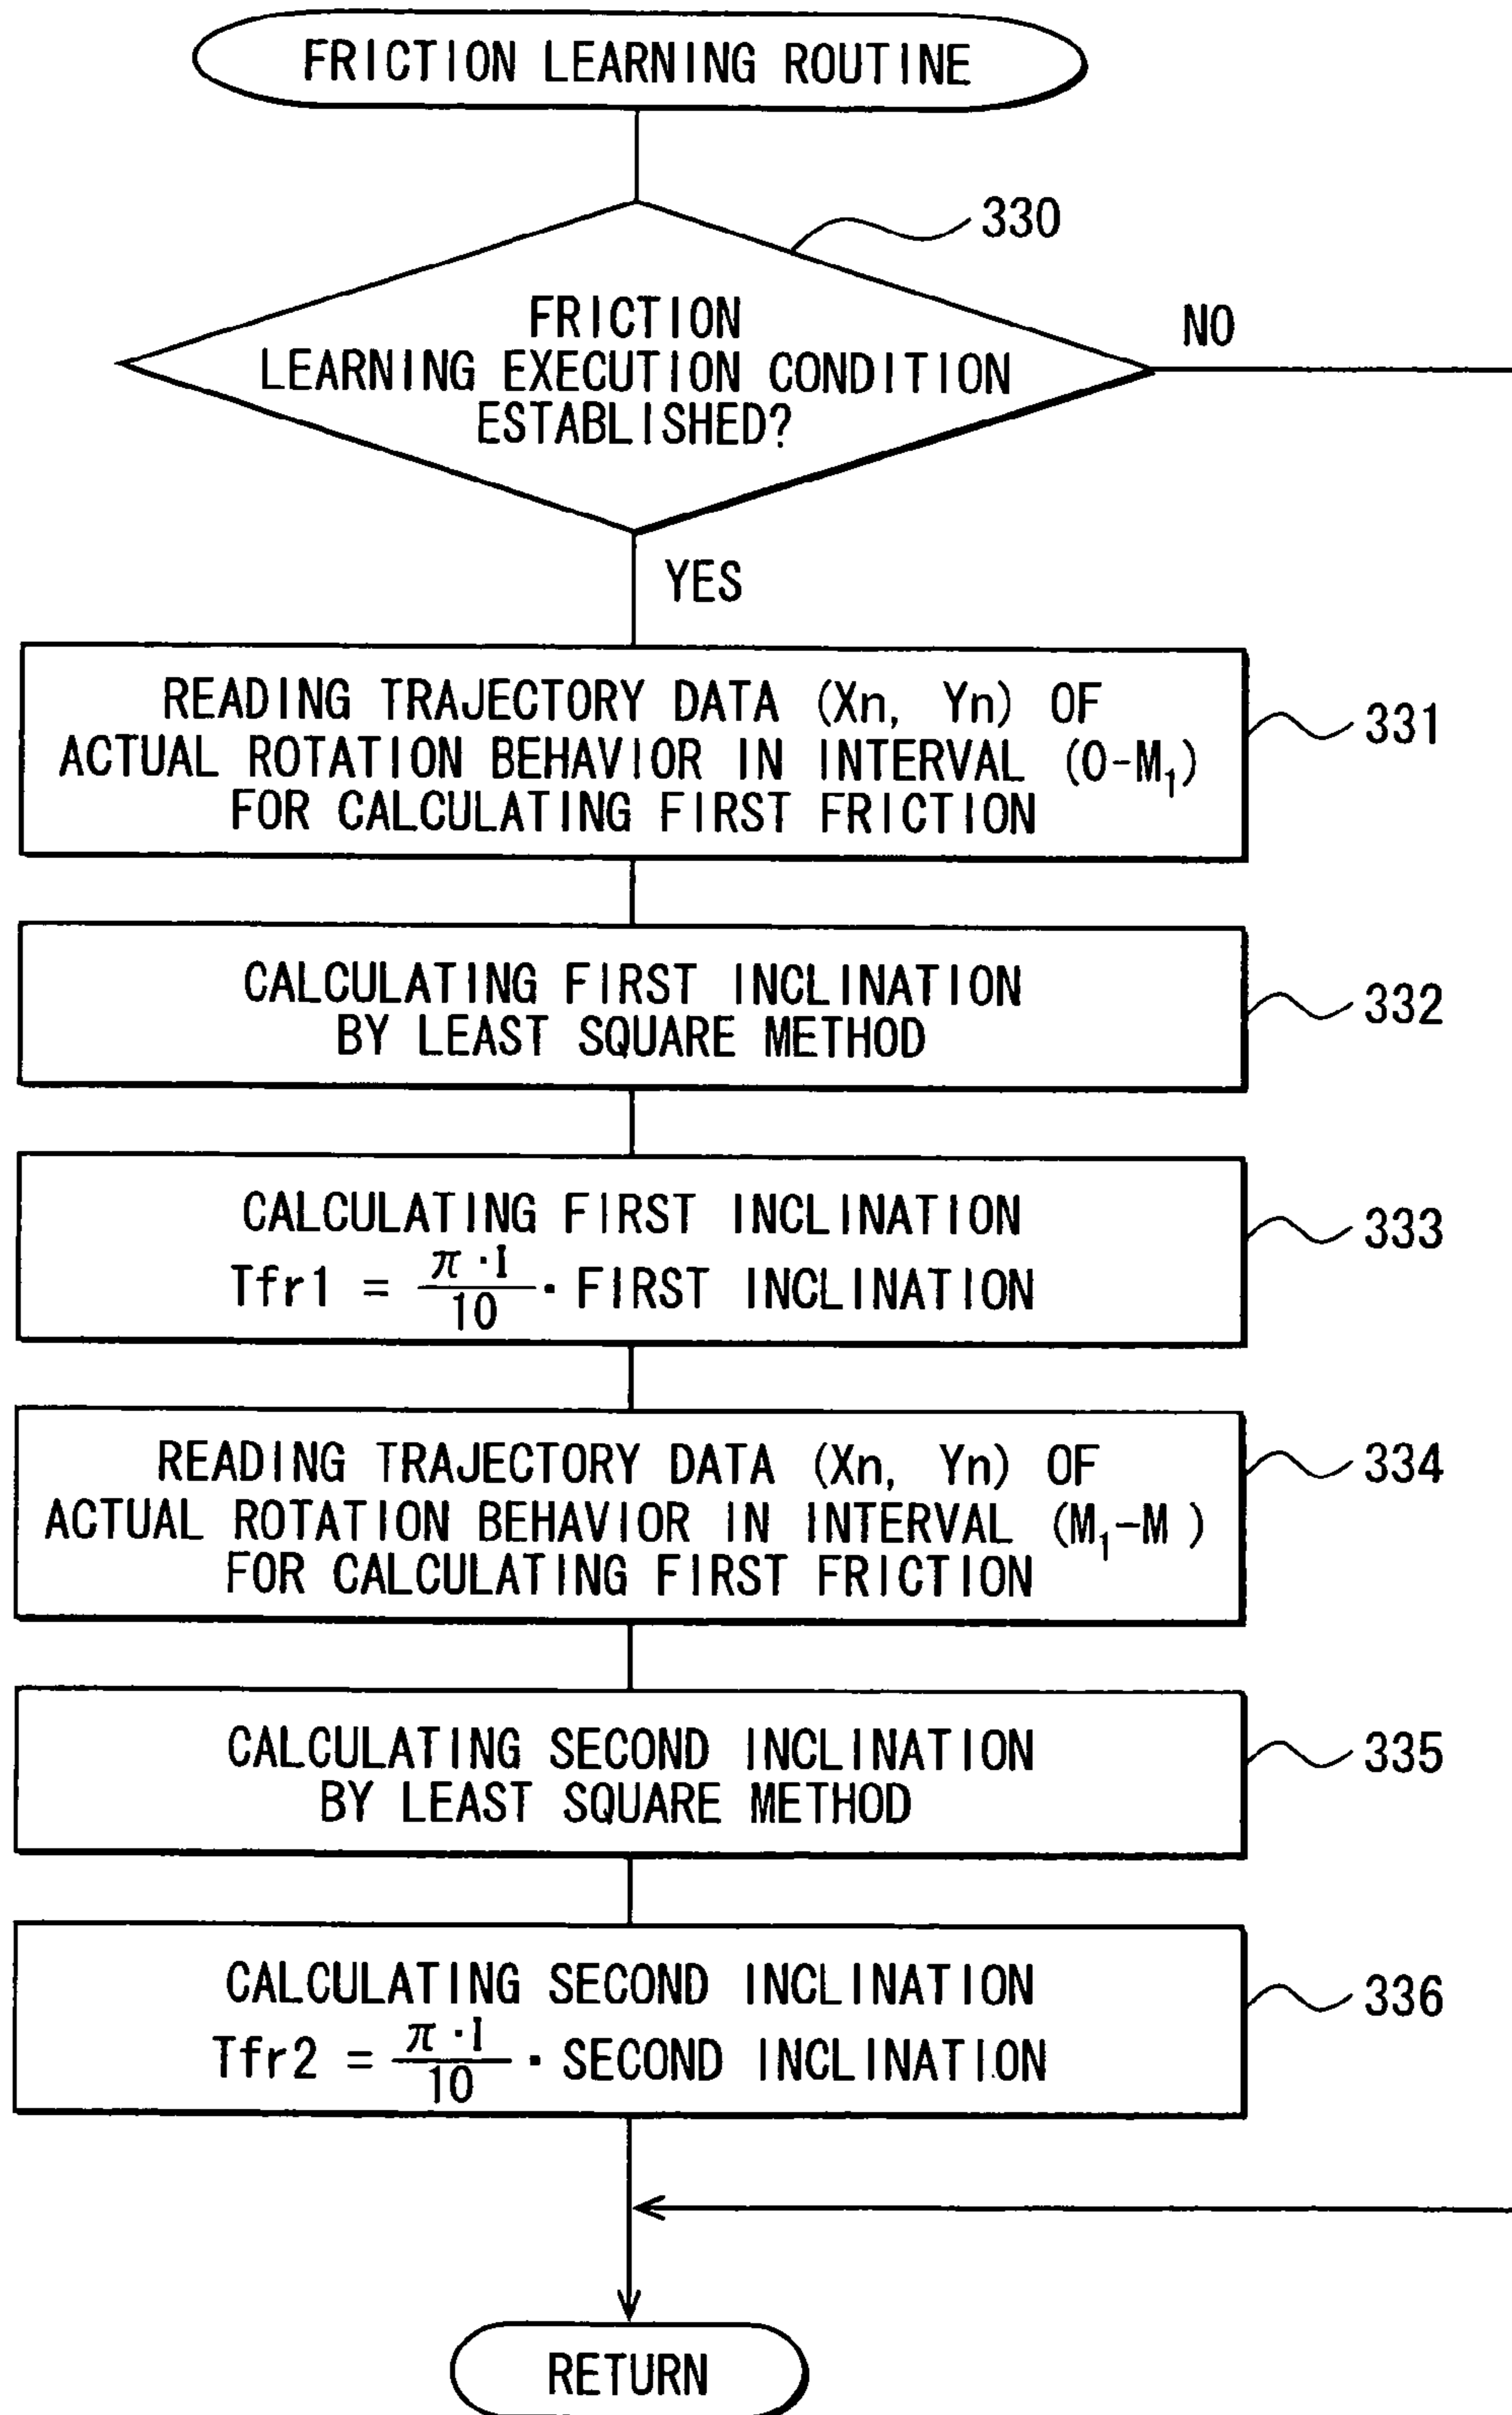 FRICTION LEARNING ROUTINE
330
FRICTION
LEARNING EXECUTION CONDITION
ESTABLISHED?
NO
YES
READING TRAJECTORY DATA (Xn, Yn) OF
ACTUAL ROTATION BEHAVIOR IN INTERVAL (0-M₁)
FOR CALCULATING FIRST FRICTION
331
CALCULATING FIRST INCLINATION
BY LEAST SQUARE METHOD
332
CALCULATING FIRST INCLINATION
Tfr1 = π·I/10 · FIRST INCLINATION
333
READING TRAJECTORY DATA (Xn, Yn) OF
ACTUAL ROTATION BEHAVIOR IN INTERVAL (M₁-M )
FOR CALCULATING FIRST FRICTION
334
CALCULATING SECOND INCLINATION
BY LEAST SQUARE METHOD
335
CALCULATING SECOND INCLINATION
Tfr2 = π·I/10 · SECOND INCLINATION
336
RETURN